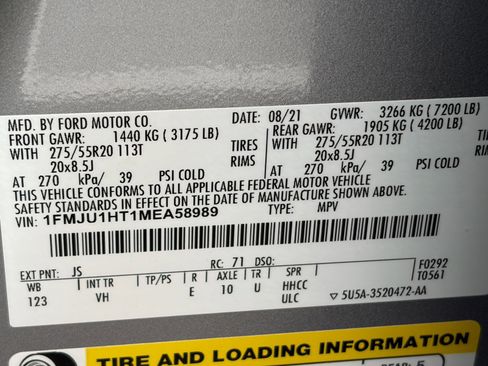 MFD. BY FORD MOTOR CO. DATE: 08/21 GVWR: 3266 KG ( 7200 LB)
FRONT GAWR: 1440 KG ( 3175 LB) REAR GAWR: 1905 KG ( 4200 LB)
WITH 275/55R20 113T TIRES WITH 275/55R20 113T
20x8.5J RIMS 20x8.5J
AT 270 kPa/ 39 PSI COLD AT 270 kPa/ 39 PSI COLD
THIS VEHICLE CONFORMS TO ALL APPLICABLE FEDERAL MOTOR VEHICLE
SAFETY STANDARDS IN EFFECT ON THE DATE OF MANUFACTURE SHOWN ABOVE.
VIN: 1FMJU1HT1MEA58989 TYPE: MPV
EXT PNT: JS RC: 71 DSO: F0292
WB INT TR TP/PS R AXLE TR SPR T0561
123 VH E 10 U HHCC
ULC ▽ 5U5A-3520472-AA
TIRE AND LOADING INFORMATION